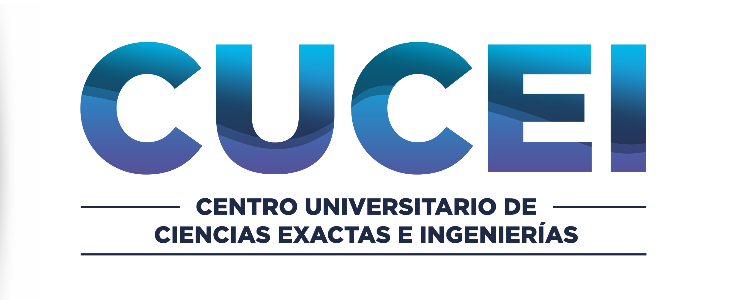 CUCEI
CENTRO UNIVERSITARIO DE
CIENCIAS EXACTAS E INGENIERÍAS